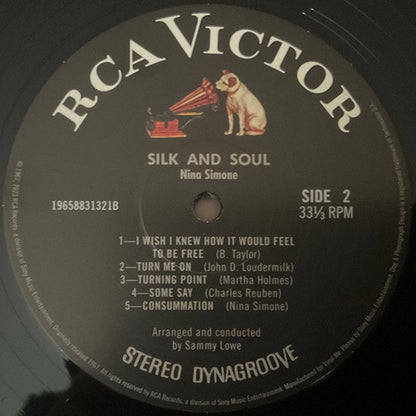 RCA VICTOR
SILK AND SOUL
Nina Simone
19658831321B
SIDE 2
33⅓ RPM
1—I WISH I KNEW HOW IT WOULD FEEL
TO BE FREE (B. Taylor)
2—TURN ME ON (John D. Loudermilk)
3—TURNING POINT (Martha Holmes)
4—SOME SAY (Charles Reuben)
5—CONSUMMATION (Nina Simone)
Arranged and conducted
by Sammy Lowe
STEREO DYNAGROOVE